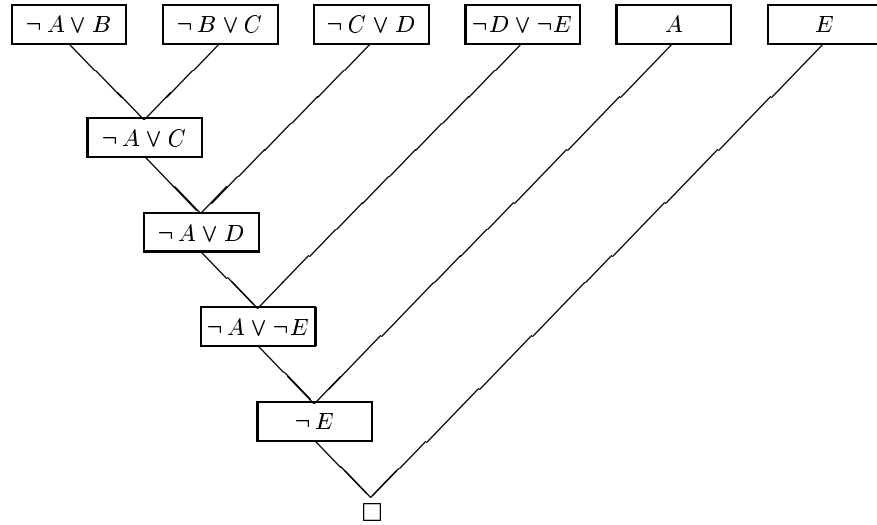 ¬ A ∨ B ¬ B ∨ C ¬ C ∨ D ¬D ∨ ¬E A E
¬ A ∨ C
¬ A ∨ D
¬ A ∨ ¬E
¬ E
□